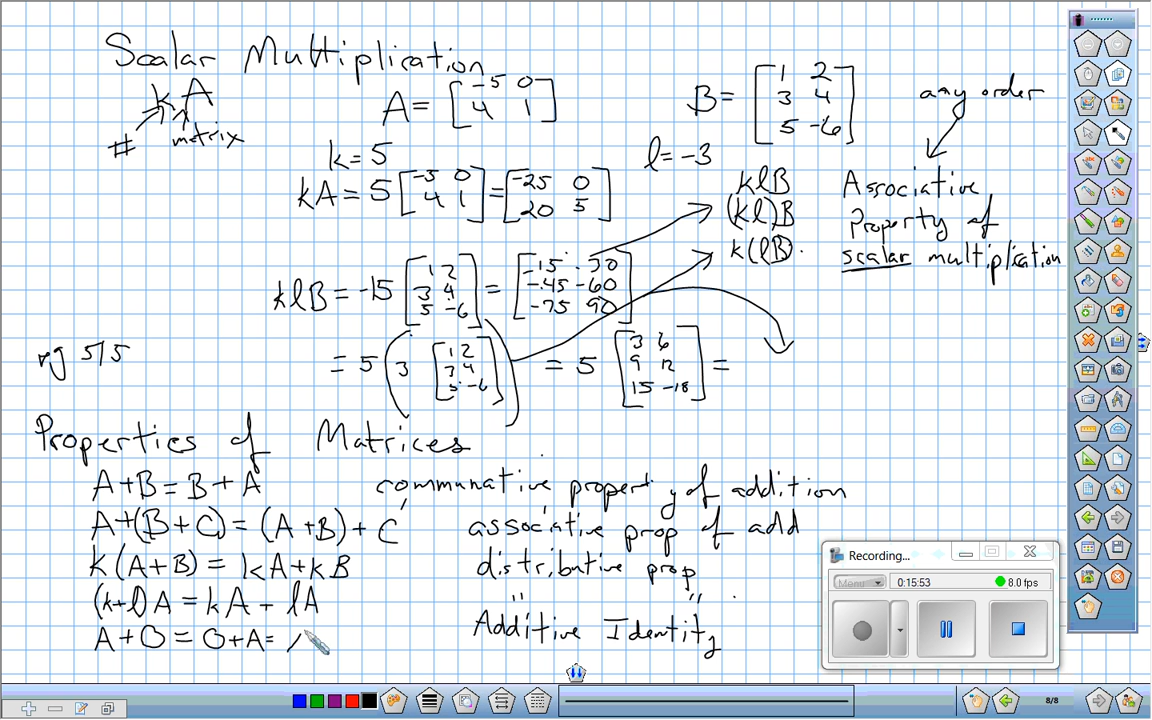 Scalar Multiplication
kA
# matrix
A = [ -5 0 4 1 ]
B = [ 1 2 3 4 5 -6 ]
any order
k = 5
l = -3
kA = 5 [ -5 0 4 1 ] = [ -25 0 20 5 ]
klB
(kl)B
k(lB)
Associative
Property of
scalar multiplication
klB = -15 [ 1 2 3 4 5 -6 ] = [ -15 -30 -45 -60 -75 90 ]
pg 515
= 5 ( 3 [ 1 2 3 4 5 -6 ] ) = 5 [ 3 6 9 12 15 -18 ] =
Properties of Matrices
A+B = B+A communative property of addition
A+(B+C) = (A+B)+C associative prop of add
k(A+B) = kA+kB distributive prop
(k+l)A = kA + lA " "
A+O = O+A = Additive Identity
Recording...
Menu
0:15:53
8.0 fps
8/8